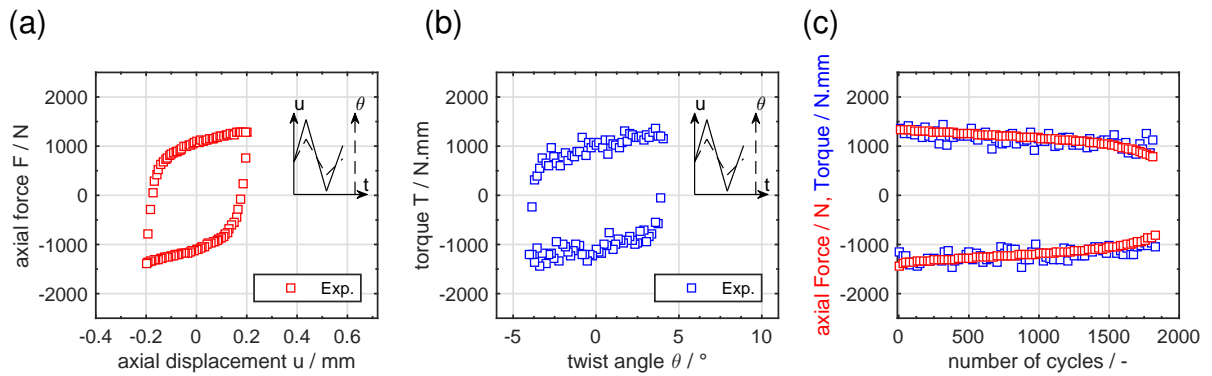 (a)
axial force F / N
2000
1000
0
-1000
-2000
u
θ
t
Exp.
-0.4
-0.2
0
0.2
0.4
0.6
axial displacement u / mm
(b)
torque T / N.mm
2000
1000
0
-1000
-2000
u
θ
t
Exp.
-5
0
5
10
twist angle θ / °
(c)
axial Force / N, Torque / N.mm
2000
1000
0
-1000
-2000
0
500
1000
1500
2000
number of cycles / -